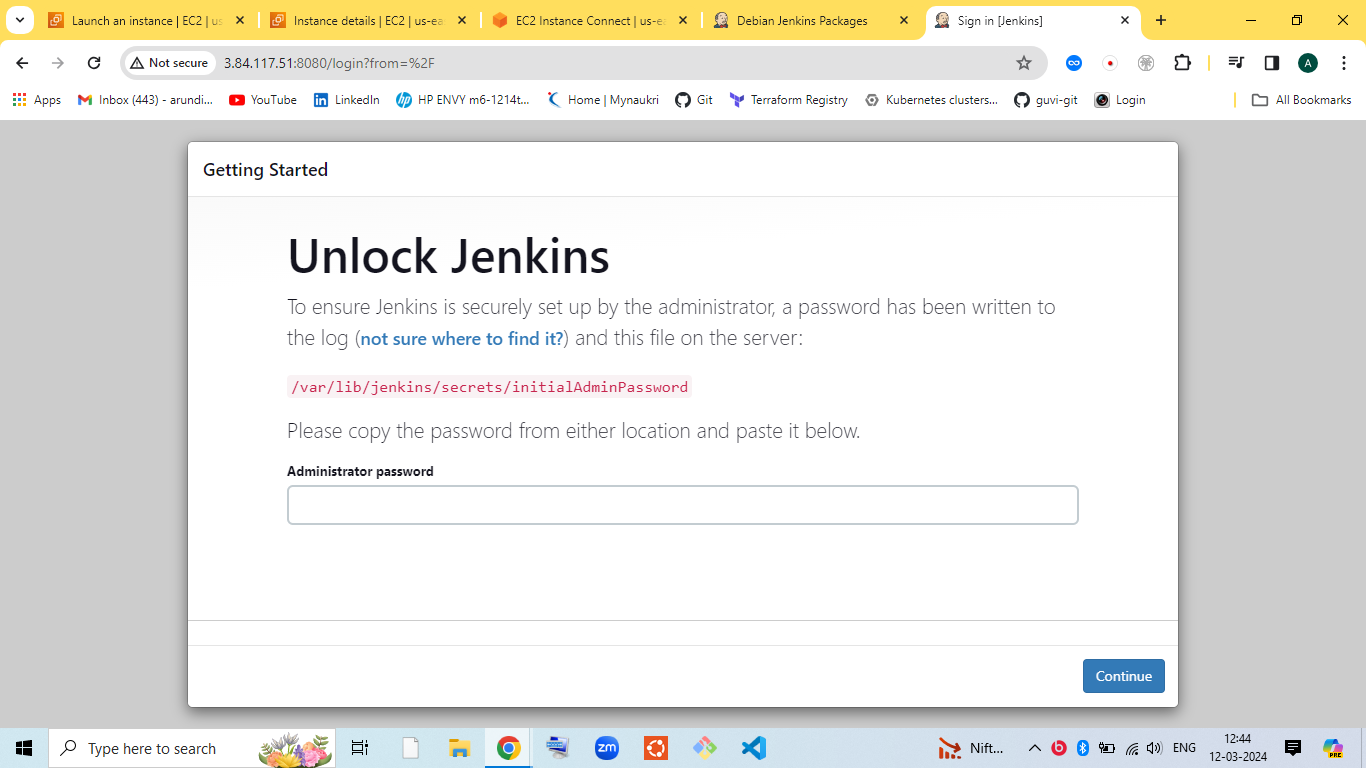 Launch an instance | EC2 | us
Instance details | EC2 | us-eas
EC2 Instance Connect | us-ea
Debian Jenkins Packages
Sign in [Jenkins]
Not secure
3.84.117.51:8080/login?from=%2F
A
Apps
Inbox (443) - arundi...
YouTube
LinkedIn
HP ENVY m6-1214t...
Home | Mynaukri
Git
Terraform Registry
Kubernetes clusters...
guvi-git
Login
All Bookmarks
Getting Started
Unlock Jenkins
To ensure Jenkins is securely set up by the administrator, a password has been written to
the log (not sure where to find it?) and this file on the server:
/var/lib/jenkins/secrets/initialAdminPassword
Please copy the password from either location and paste it below.
Administrator password
Continue
Type here to search
zm
Nift...
ENG
12:44
12-03-2024
PRE